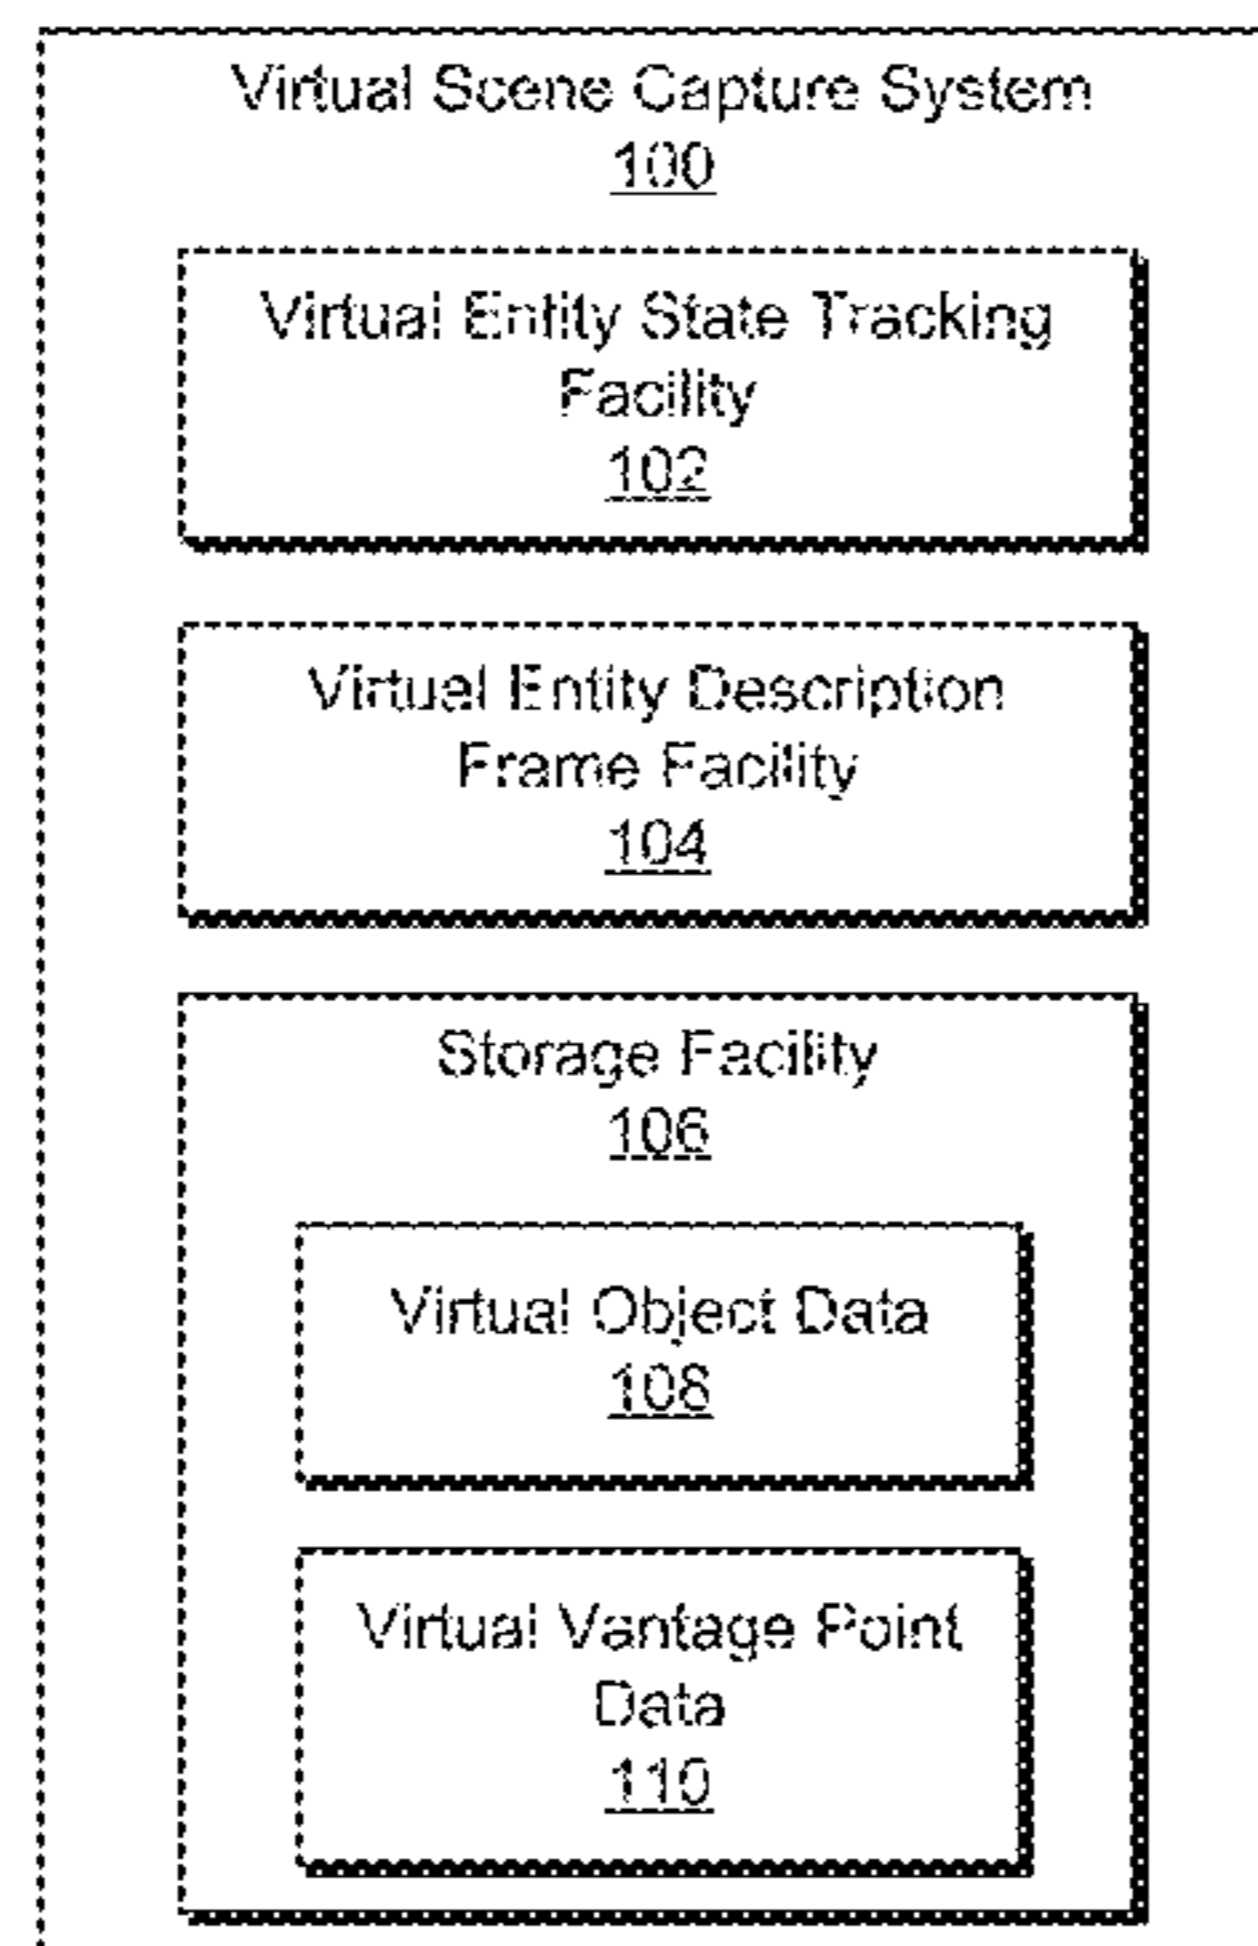 Virtual Scene Capture System
100
Virtual Entity State Tracking
Facility
102
Virtual Entity Description
Frame Facility
104
Storage Facility
106
Virtual Object Data
108
Virtual Vantage Point
Data
110